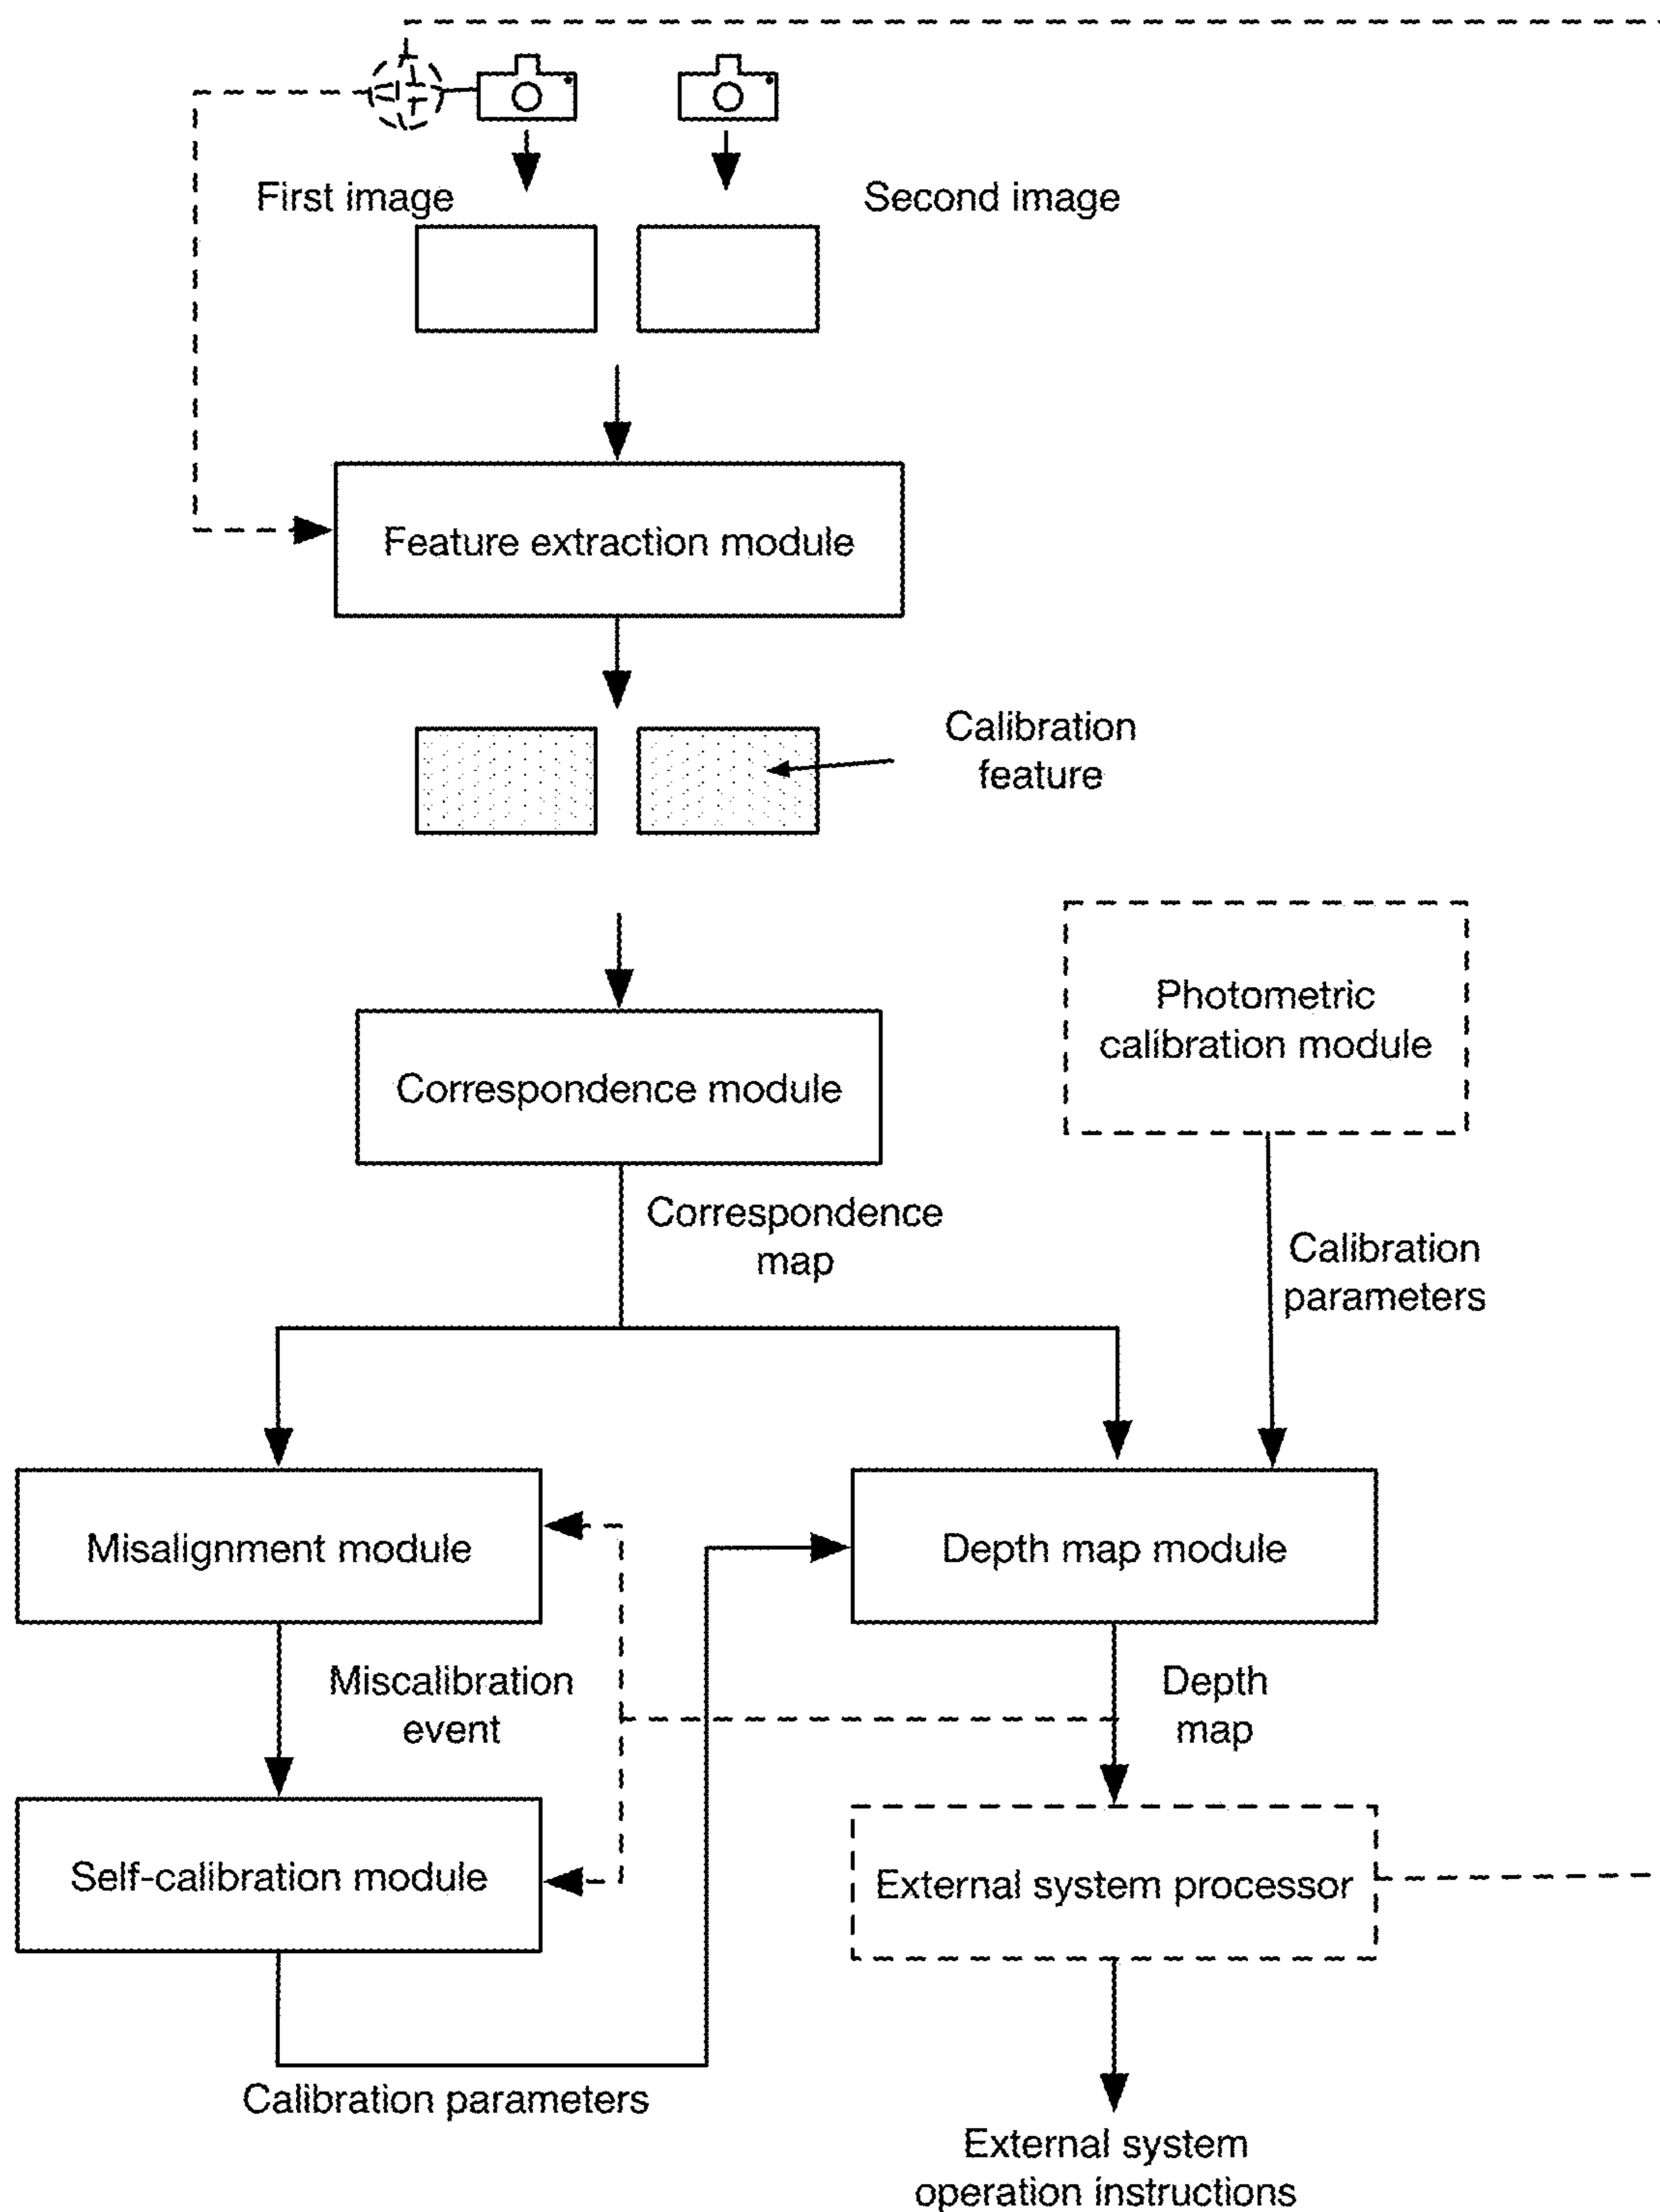 First image
Second image
Feature extraction module
Calibration
feature
Photometric
calibration module
Correspondence module
Correspondence
map
Calibration
parameters
Misalignment module
Depth map module
Miscalibration
event
Depth
map
Self-calibration module
External system processor
Calibration parameters
External system
operation instructions